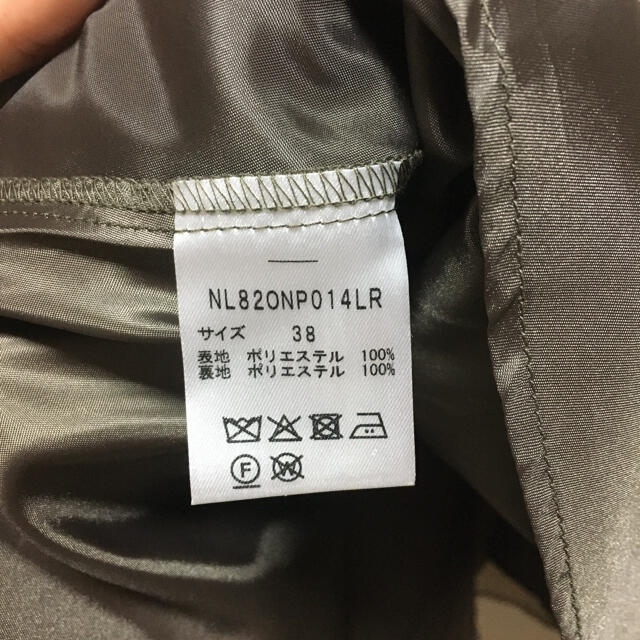 NL820NP014LR
サイズ 38
表地 ポリエステル 100%
裏地 ポリエステル 100%
F W